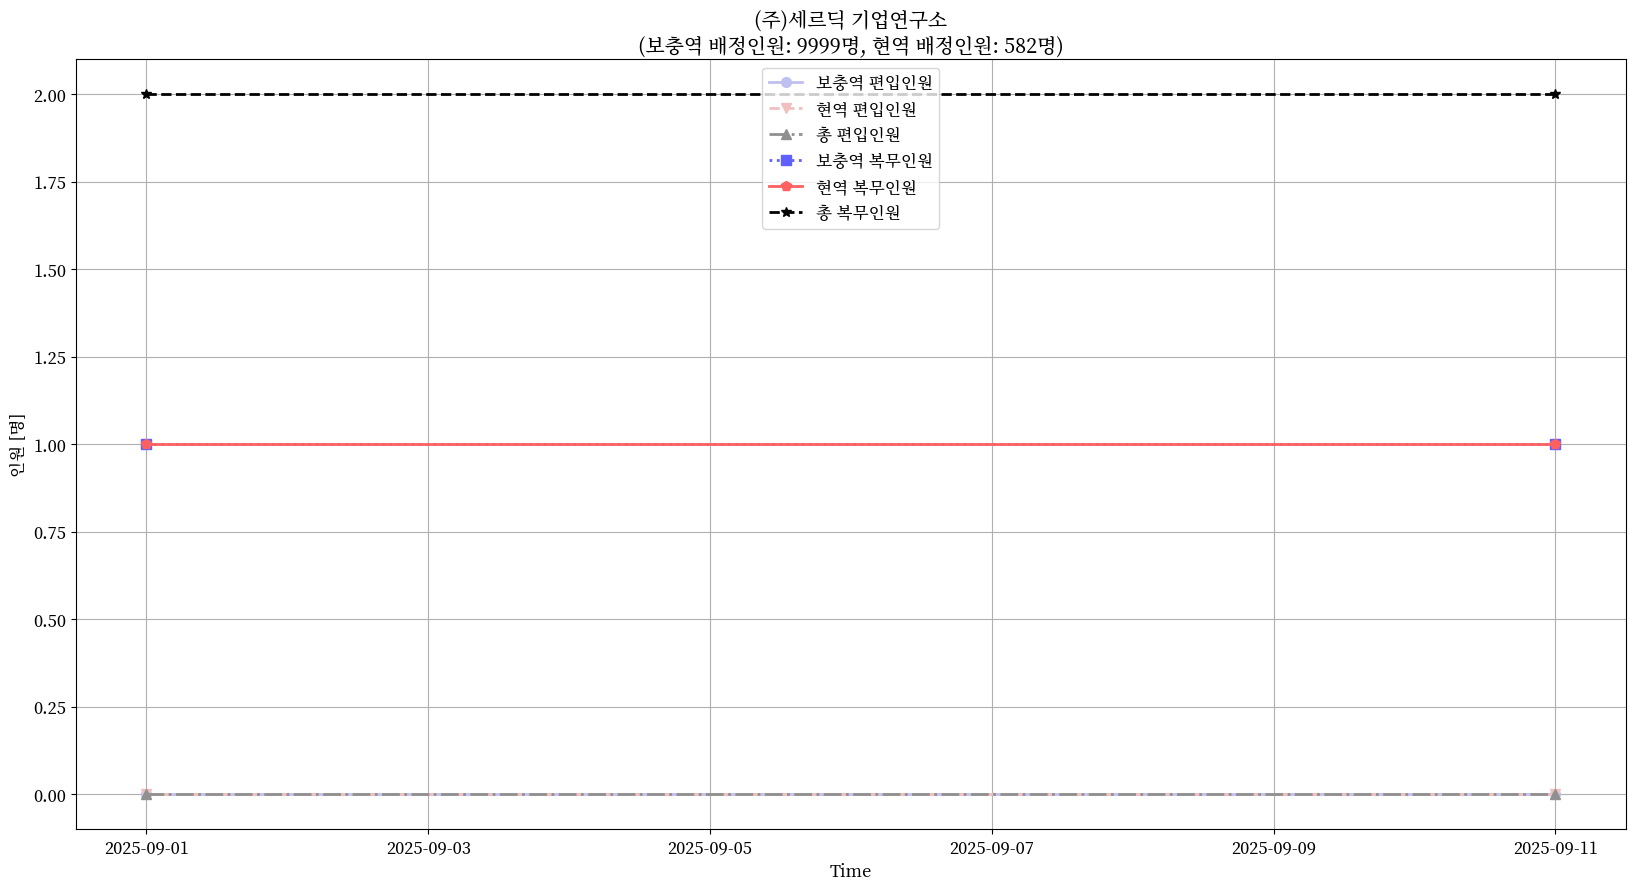 (주)세르딕 기업연구소
(보충역 배정인원: 9999명, 현역 배정인원: 582명)
보충역 편입인원
현역 편입인원
총 편입인원
보충역 복무인원
현역 복무인원
총 복무인원
인원 [명]
2.00
1.75
1.50
1.25
1.00
0.75
0.50
0.25
0.00
2025-09-01 2025-09-03 2025-09-05 2025-09-07 2025-09-09 2025-09-11
Time